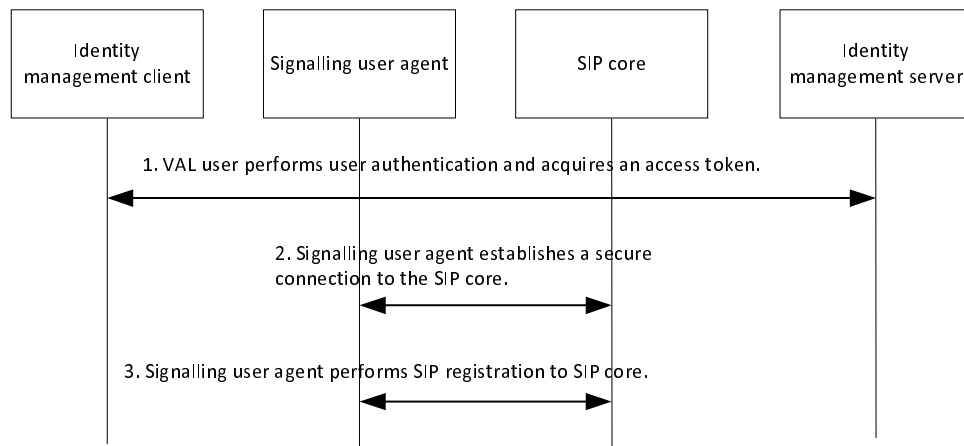 Identity
management client
Signalling user agent
SIP core
Identity
management server
1. VAL user performs user authentication and acquires an access token.
2. Signalling user agent establishes a secure
connection to the SIP core.
3. Signalling user agent performs SIP registration to SIP core.